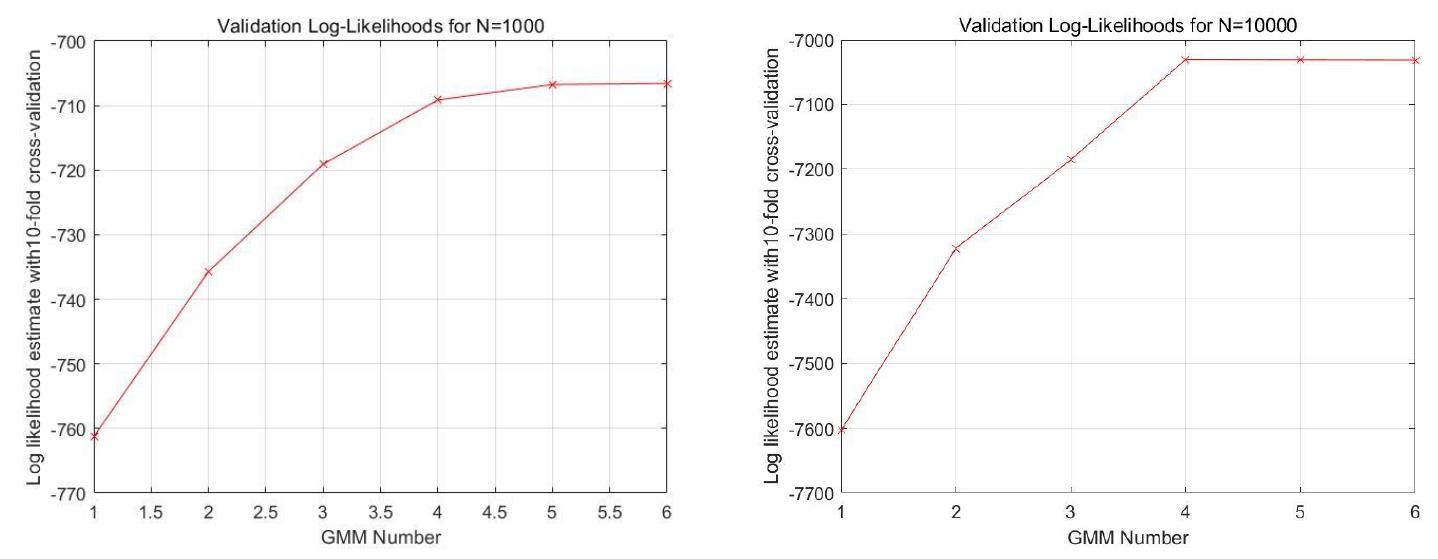 Validation Log-Likelihoods for N=1000
Log likelihood estimate with10-fold cross-validation
-700
-710
-720
-730
-740
-750
-760
-770
1 1.5 2 2.5 3 3.5 4 4.5 5 5.5 6
GMM Number
Validation Log-Likelihoods for N=10000
Log likelihood estimate with10-fold cross-validation
-7000
-7100
-7200
-7300
-7400
-7500
-7600
-7700
1 2 3 4 5 6
GMM Number